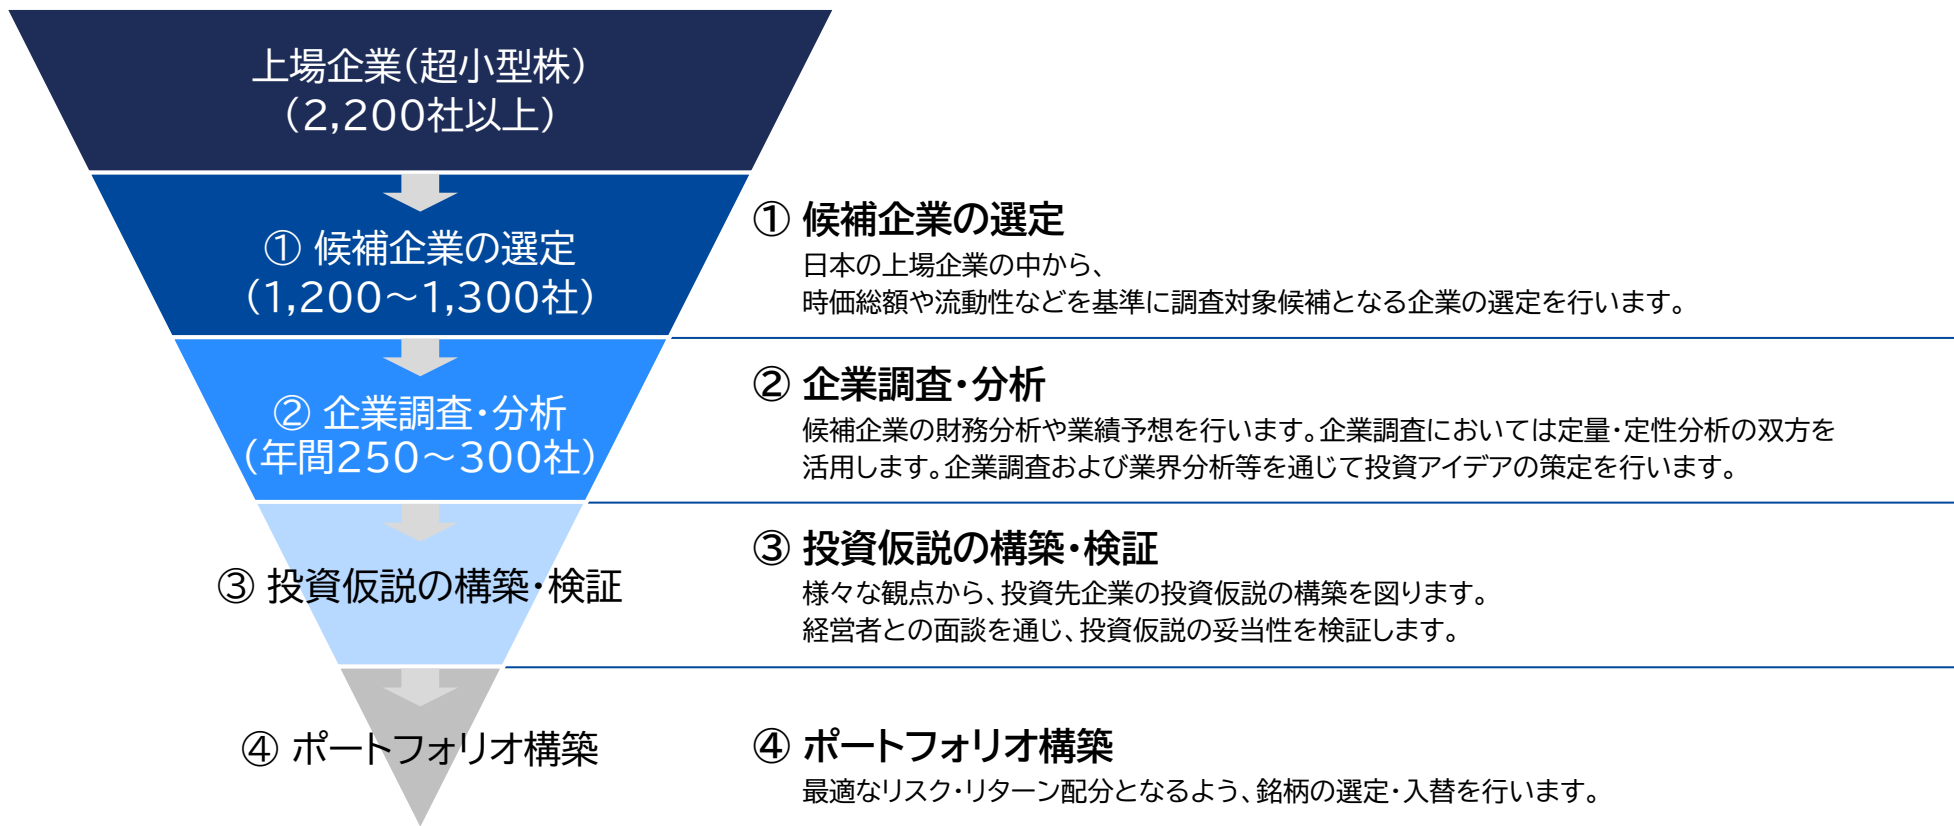 上場企業(超小型株)
(2,200社以上)
① 候補企業の選定
(1,200～1,300社)
② 企業調査・分析
(年間250～300社)
③ 投資仮説の構築・検証
④ ポートフォリオ構築
① 候補企業の選定
日本の上場企業の中から、
時価総額や流動性などを基準に調査対象候補となる企業の選定を行います。
② 企業調査・分析
候補企業の財務分析や業績予想を行います。企業調査においては定量・定性分析の双方を
活用します。企業調査および業界分析等を通じて投資アイデアの策定を行います。
③ 投資仮説の構築・検証
様々な観点から、投資先企業の投資仮説の構築を図ります。
経営者との面談を通じ、投資仮説の妥当性を検証します。
④ ポートフォリオ構築
最適なリスク・リターン配分となるよう、銘柄の選定・入替を行います。